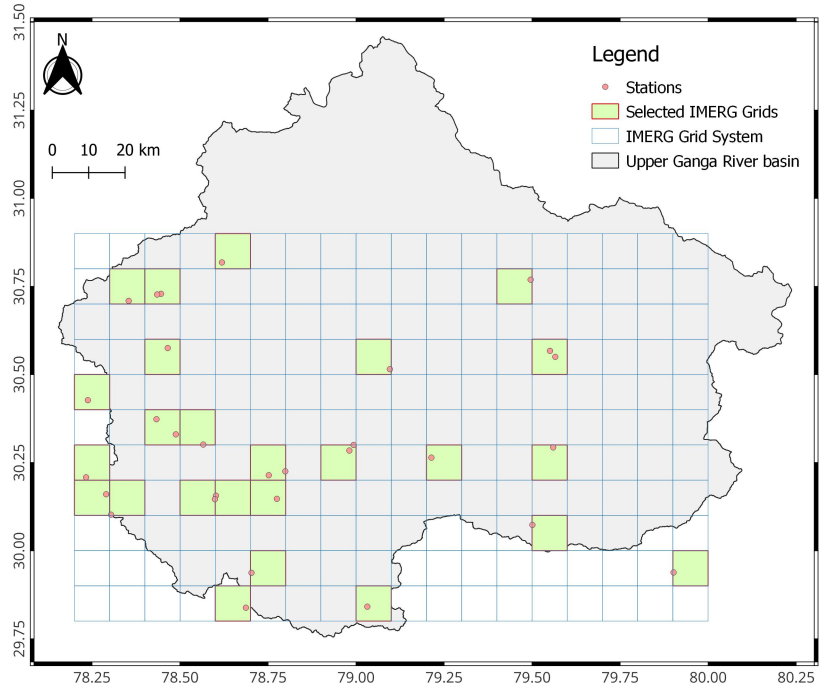 31.50
N
Legend
Stations
Selected IMERG Grids
IMERG Grid System
Upper Ganga River basin
0 10 20 km
31.25
31.00
30.75
30.50
30.25
30.00
29.75
78.25 78.50 78.75 79.00 79.25 79.50 79.75 80.00 80.25